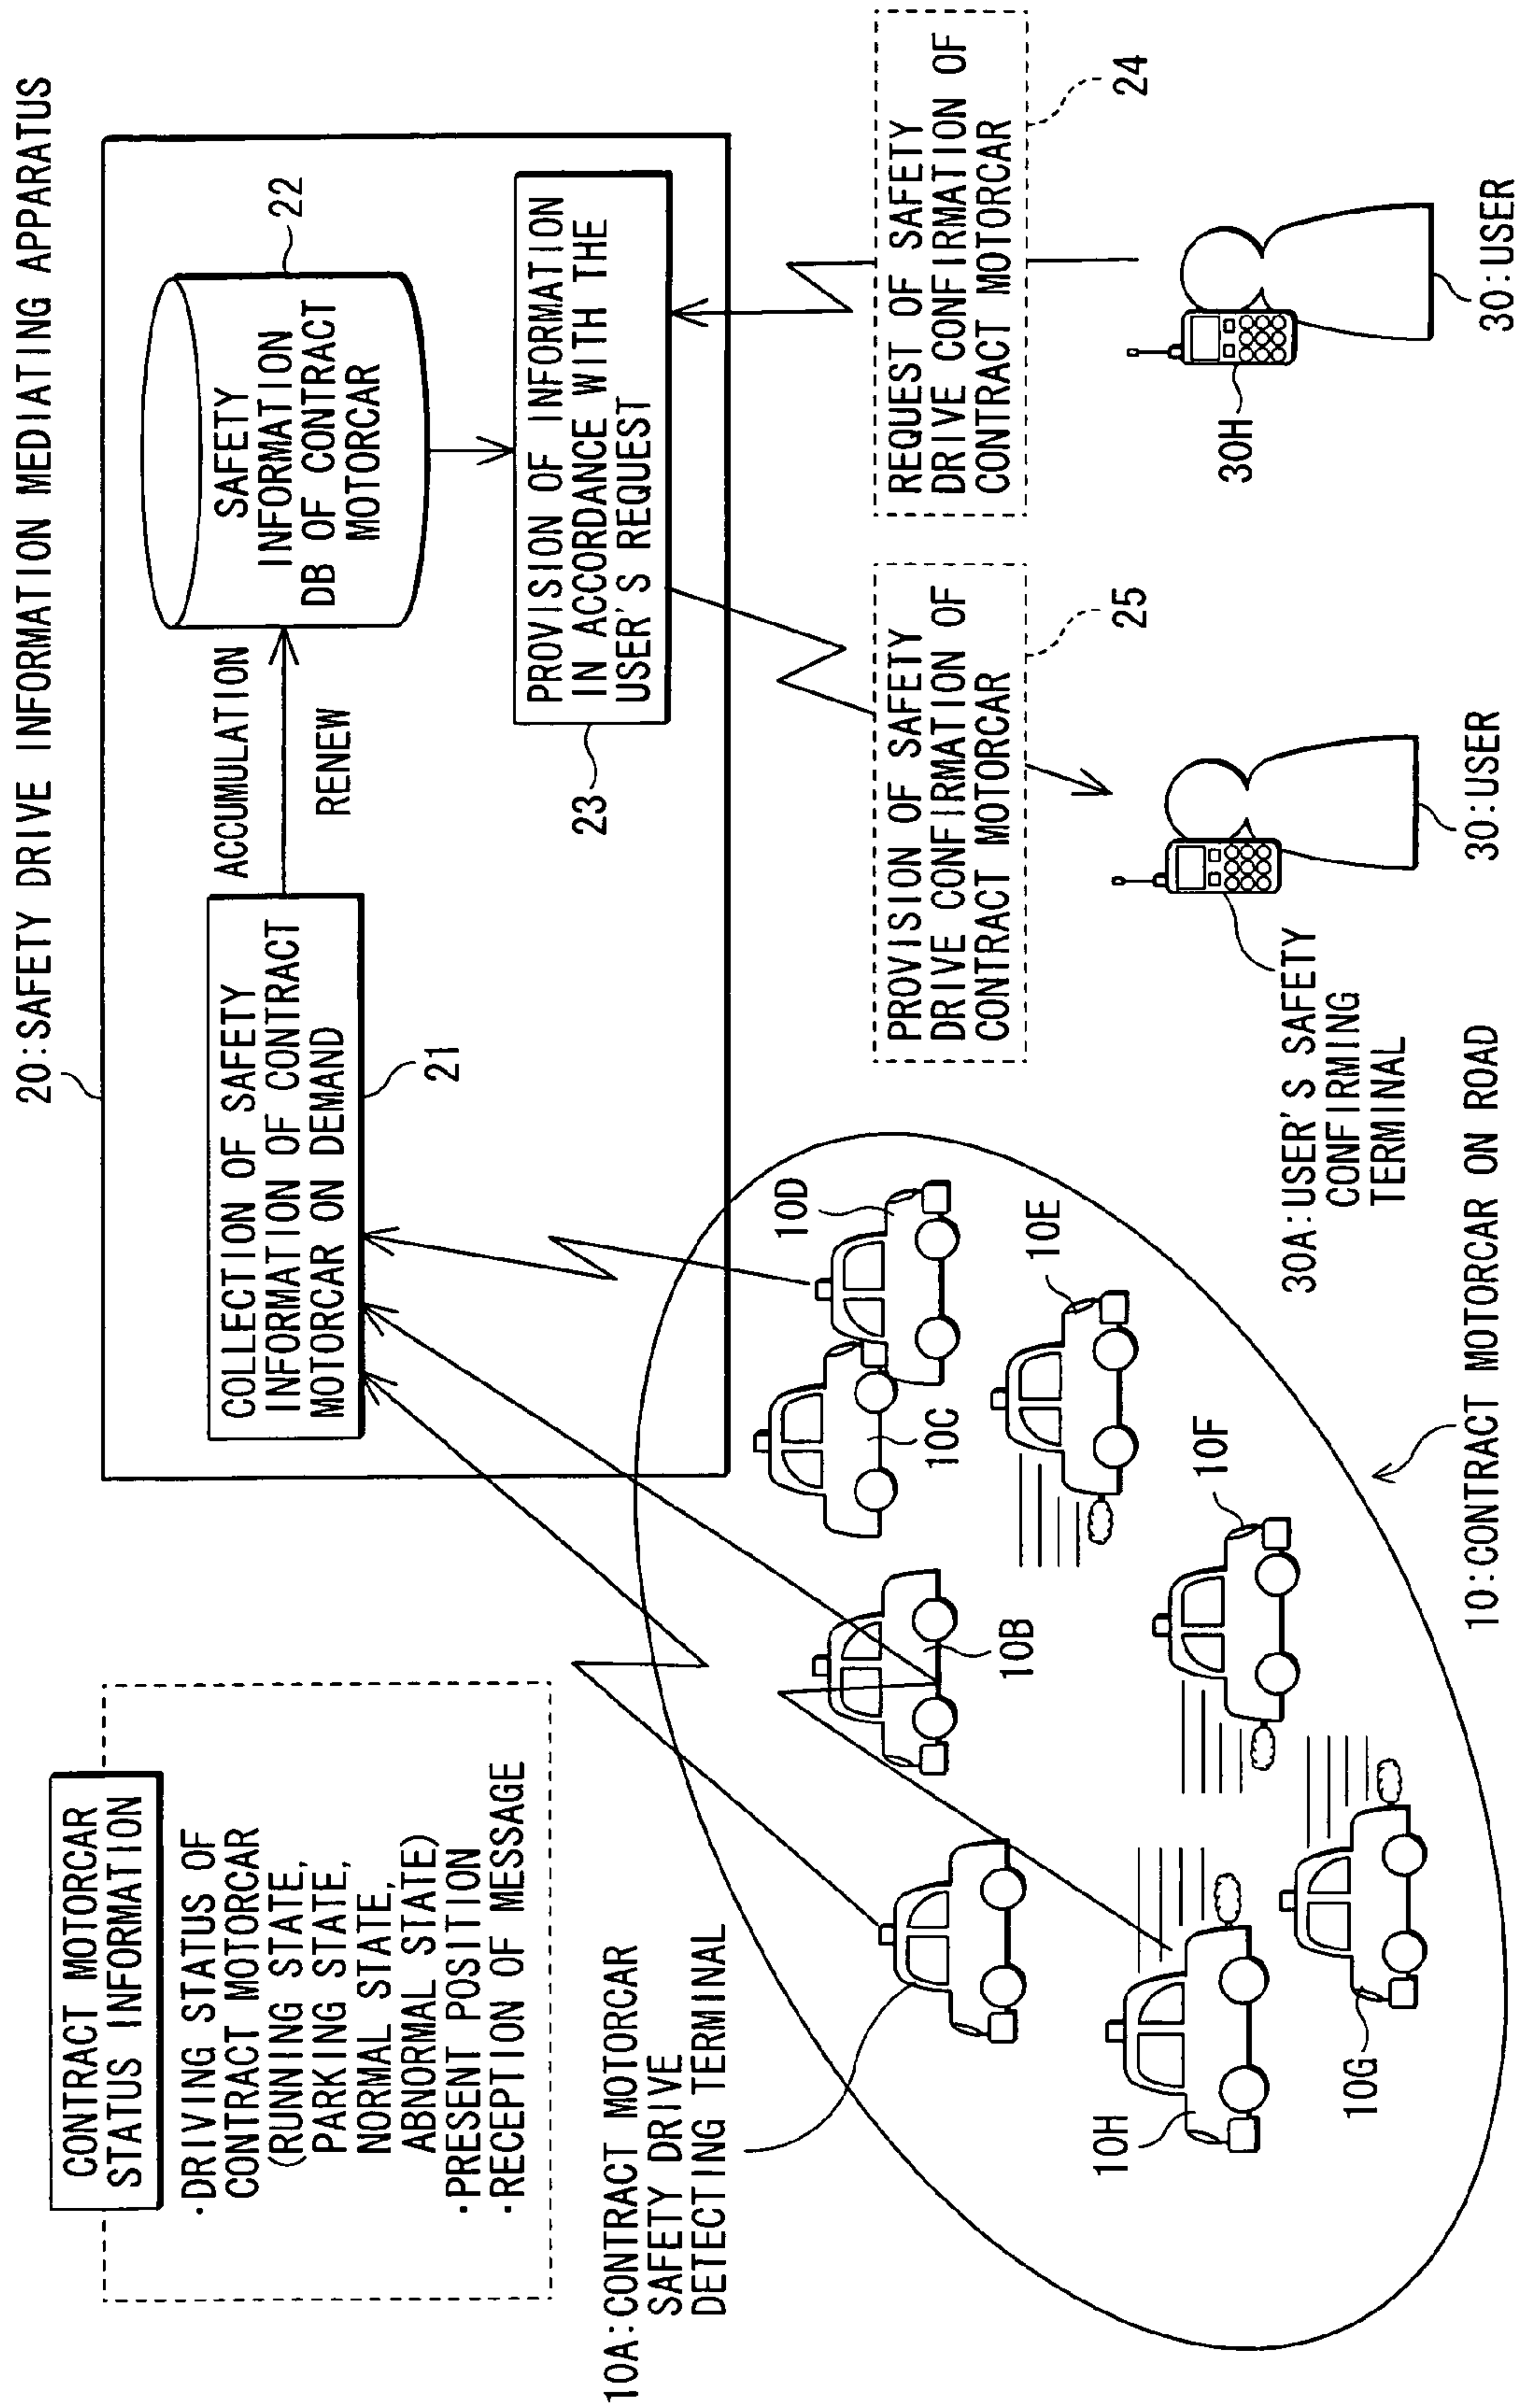 20:SAFETY DRIVE INFORMATION MEDIATING APPARATUS
CONTRACT MOTORCAR
STATUS INFORMATION
·DRIVING STATUS OF
CONTRACT MOTORCAR
(RUNNING STATE,
PARKING STATE,
NORMAL STATE,
ABNORMAL STATE)
·PRESENT POSITION
·RECEPTION OF MESSAGE
COLLECTION OF SAFETY
INFORMATION OF CONTRACT
MOTORCAR ON DEMAND
21
ACCUMULATION
RENEW
SAFETY
INFORMATION
DB OF CONTRACT
MOTORCAR
22
PROVISION OF INFORMATION
IN ACCORDANCE WITH THE
USER'S REQUEST
23
10A:CONTRACT MOTORCAR
SAFETY DRIVE
DETECTING TERMINAL
10B
10C
10D
10E
10F
10G
10H
10:CONTRACT MOTORCAR ON ROAD
PROVISION OF SAFETY
DRIVE CONFIRMATION OF
CONTRACT MOTORCAR
25
REQUEST OF SAFETY
DRIVE CONFIRMATION OF
CONTRACT MOTORCAR
24
30A:USER'S SAFETY
CONFIRMING
TERMINAL
30:USER
30H
30:USER